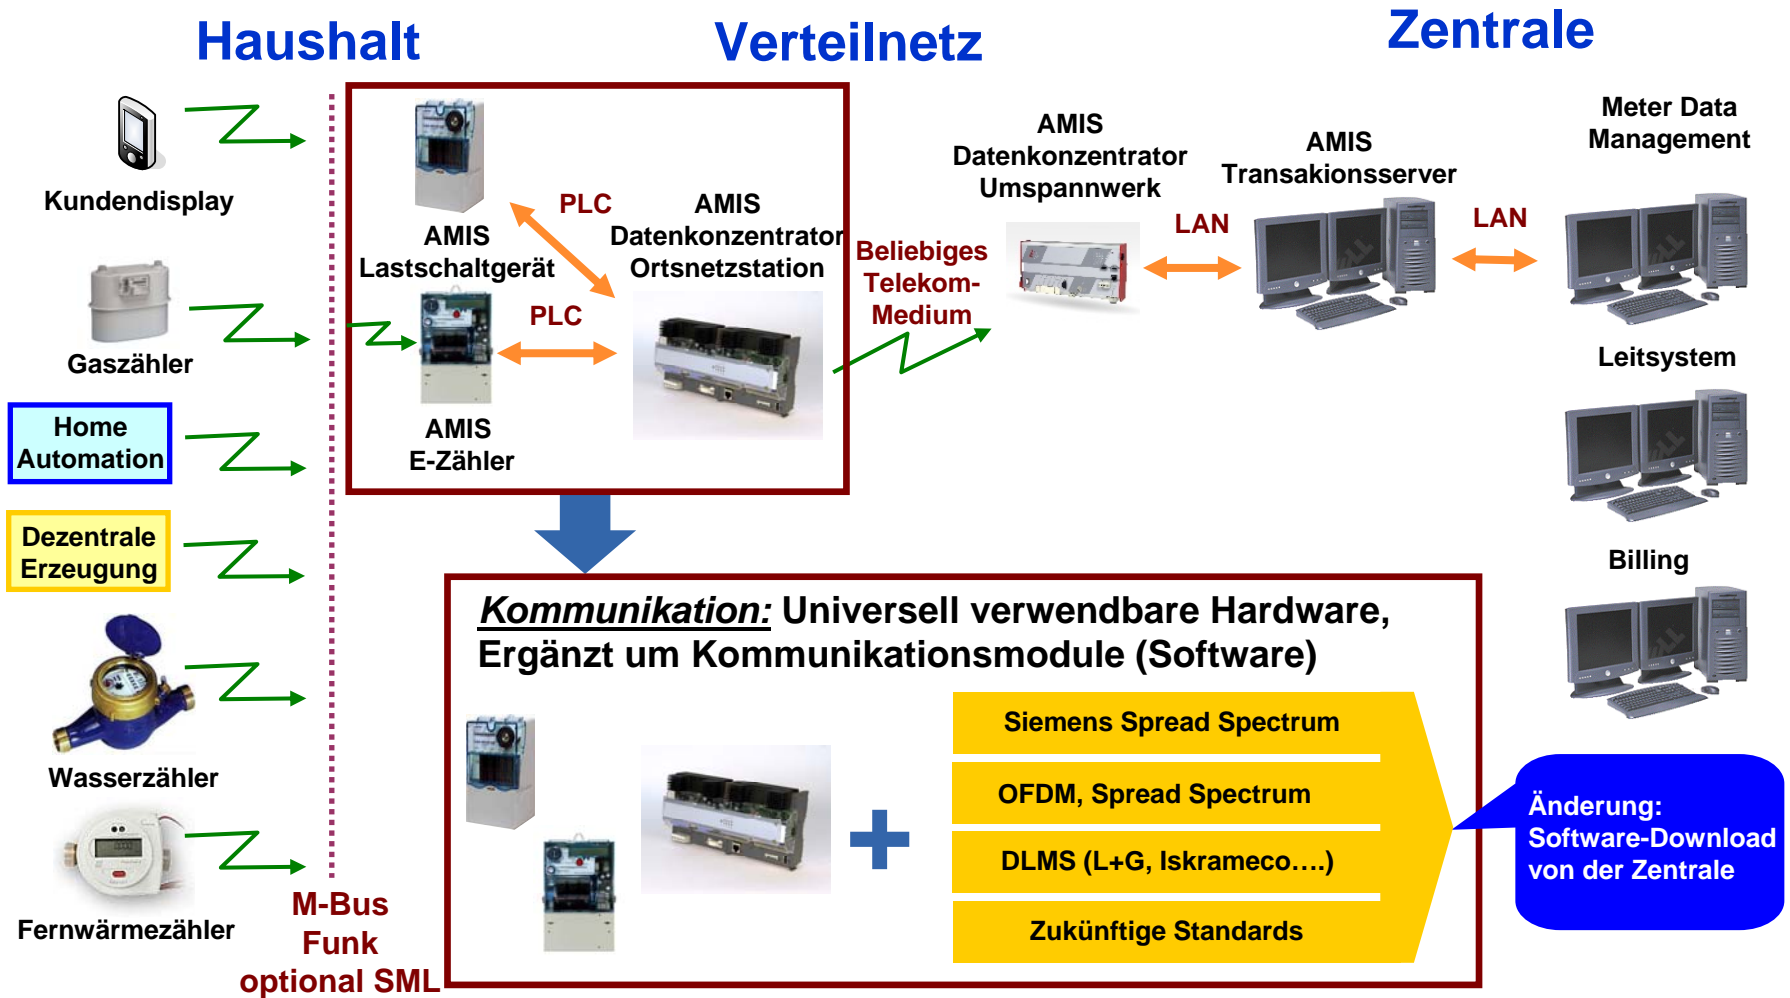 Haushalt
Verteilnetz
Zentrale
Kundendisplay
Gaszähler
Home
Automation
Dezentrale
Erzeugung
Wasserzähler
Fernwärmezähler
M-Bus
Funk
optional SML
AMIS
Lastschaltgerät
PLC
AMIS
Datenkonzentrator
Ortsnetzstation
PLC
AMIS
E-Zähler
Beliebiges
Telekom-
Medium
AMIS
Datenkonzentrator
Umspannwerk
LAN
AMIS
Transakionsserver
LAN
Meter Data
Management
Leitsystem
Billing
Kommunikation: Universell verwendbare Hardware,
Ergänzt um Kommunikationsmodule (Software)
Siemens Spread Spectrum
OFDM, Spread Spectrum
DLMS (L+G, Iskrameco….)
Zukünftige Standards
Änderung:
Software-Download
von der Zentrale